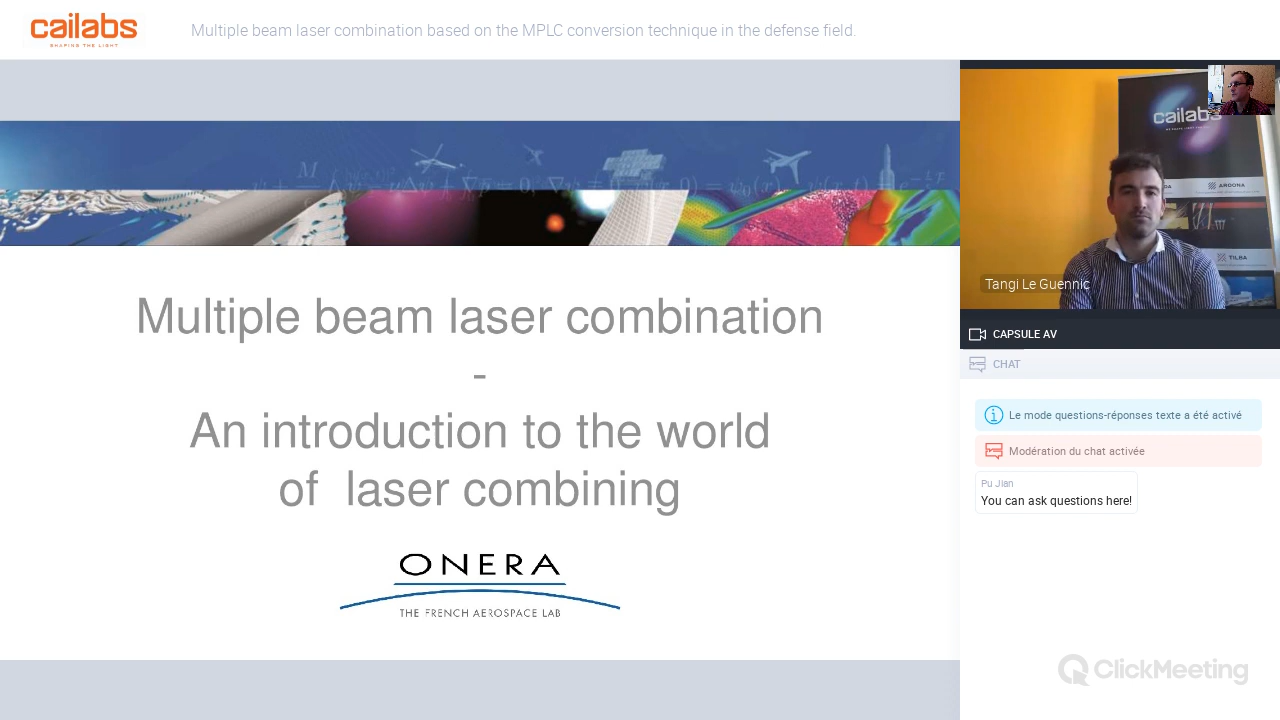 cailabs
SHAPING THE LIGHT
Multiple beam laser combination based on the MPLC conversion technique in the defense field.
Multiple beam laser combination
-
An introduction to the world
of laser combining
ONERA
THE FRENCH AEROSPACE LAB
cailabs
ARGONA
TILBA
Tangi Le Guennic
CAPSULE AV
CHAT
Le mode questions-réponses texte a été activé
Modération du chat activée
Pu Jian
You can ask questions here!
ClickMeeting